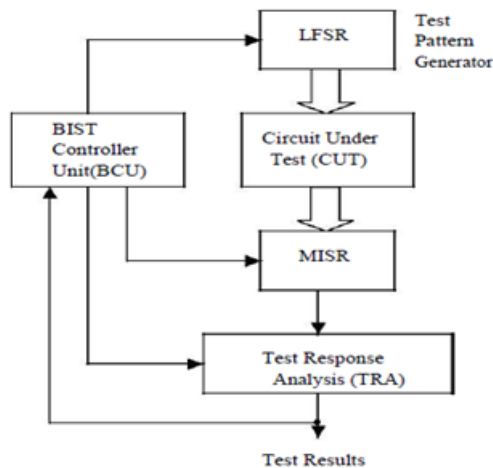 LFSR
Test
Pattern
Generator
BIST
Controller
Unit(BCU)
Circuit Under
Test (CUT)
MISR
Test Response
Analysis (TRA)
Test Results